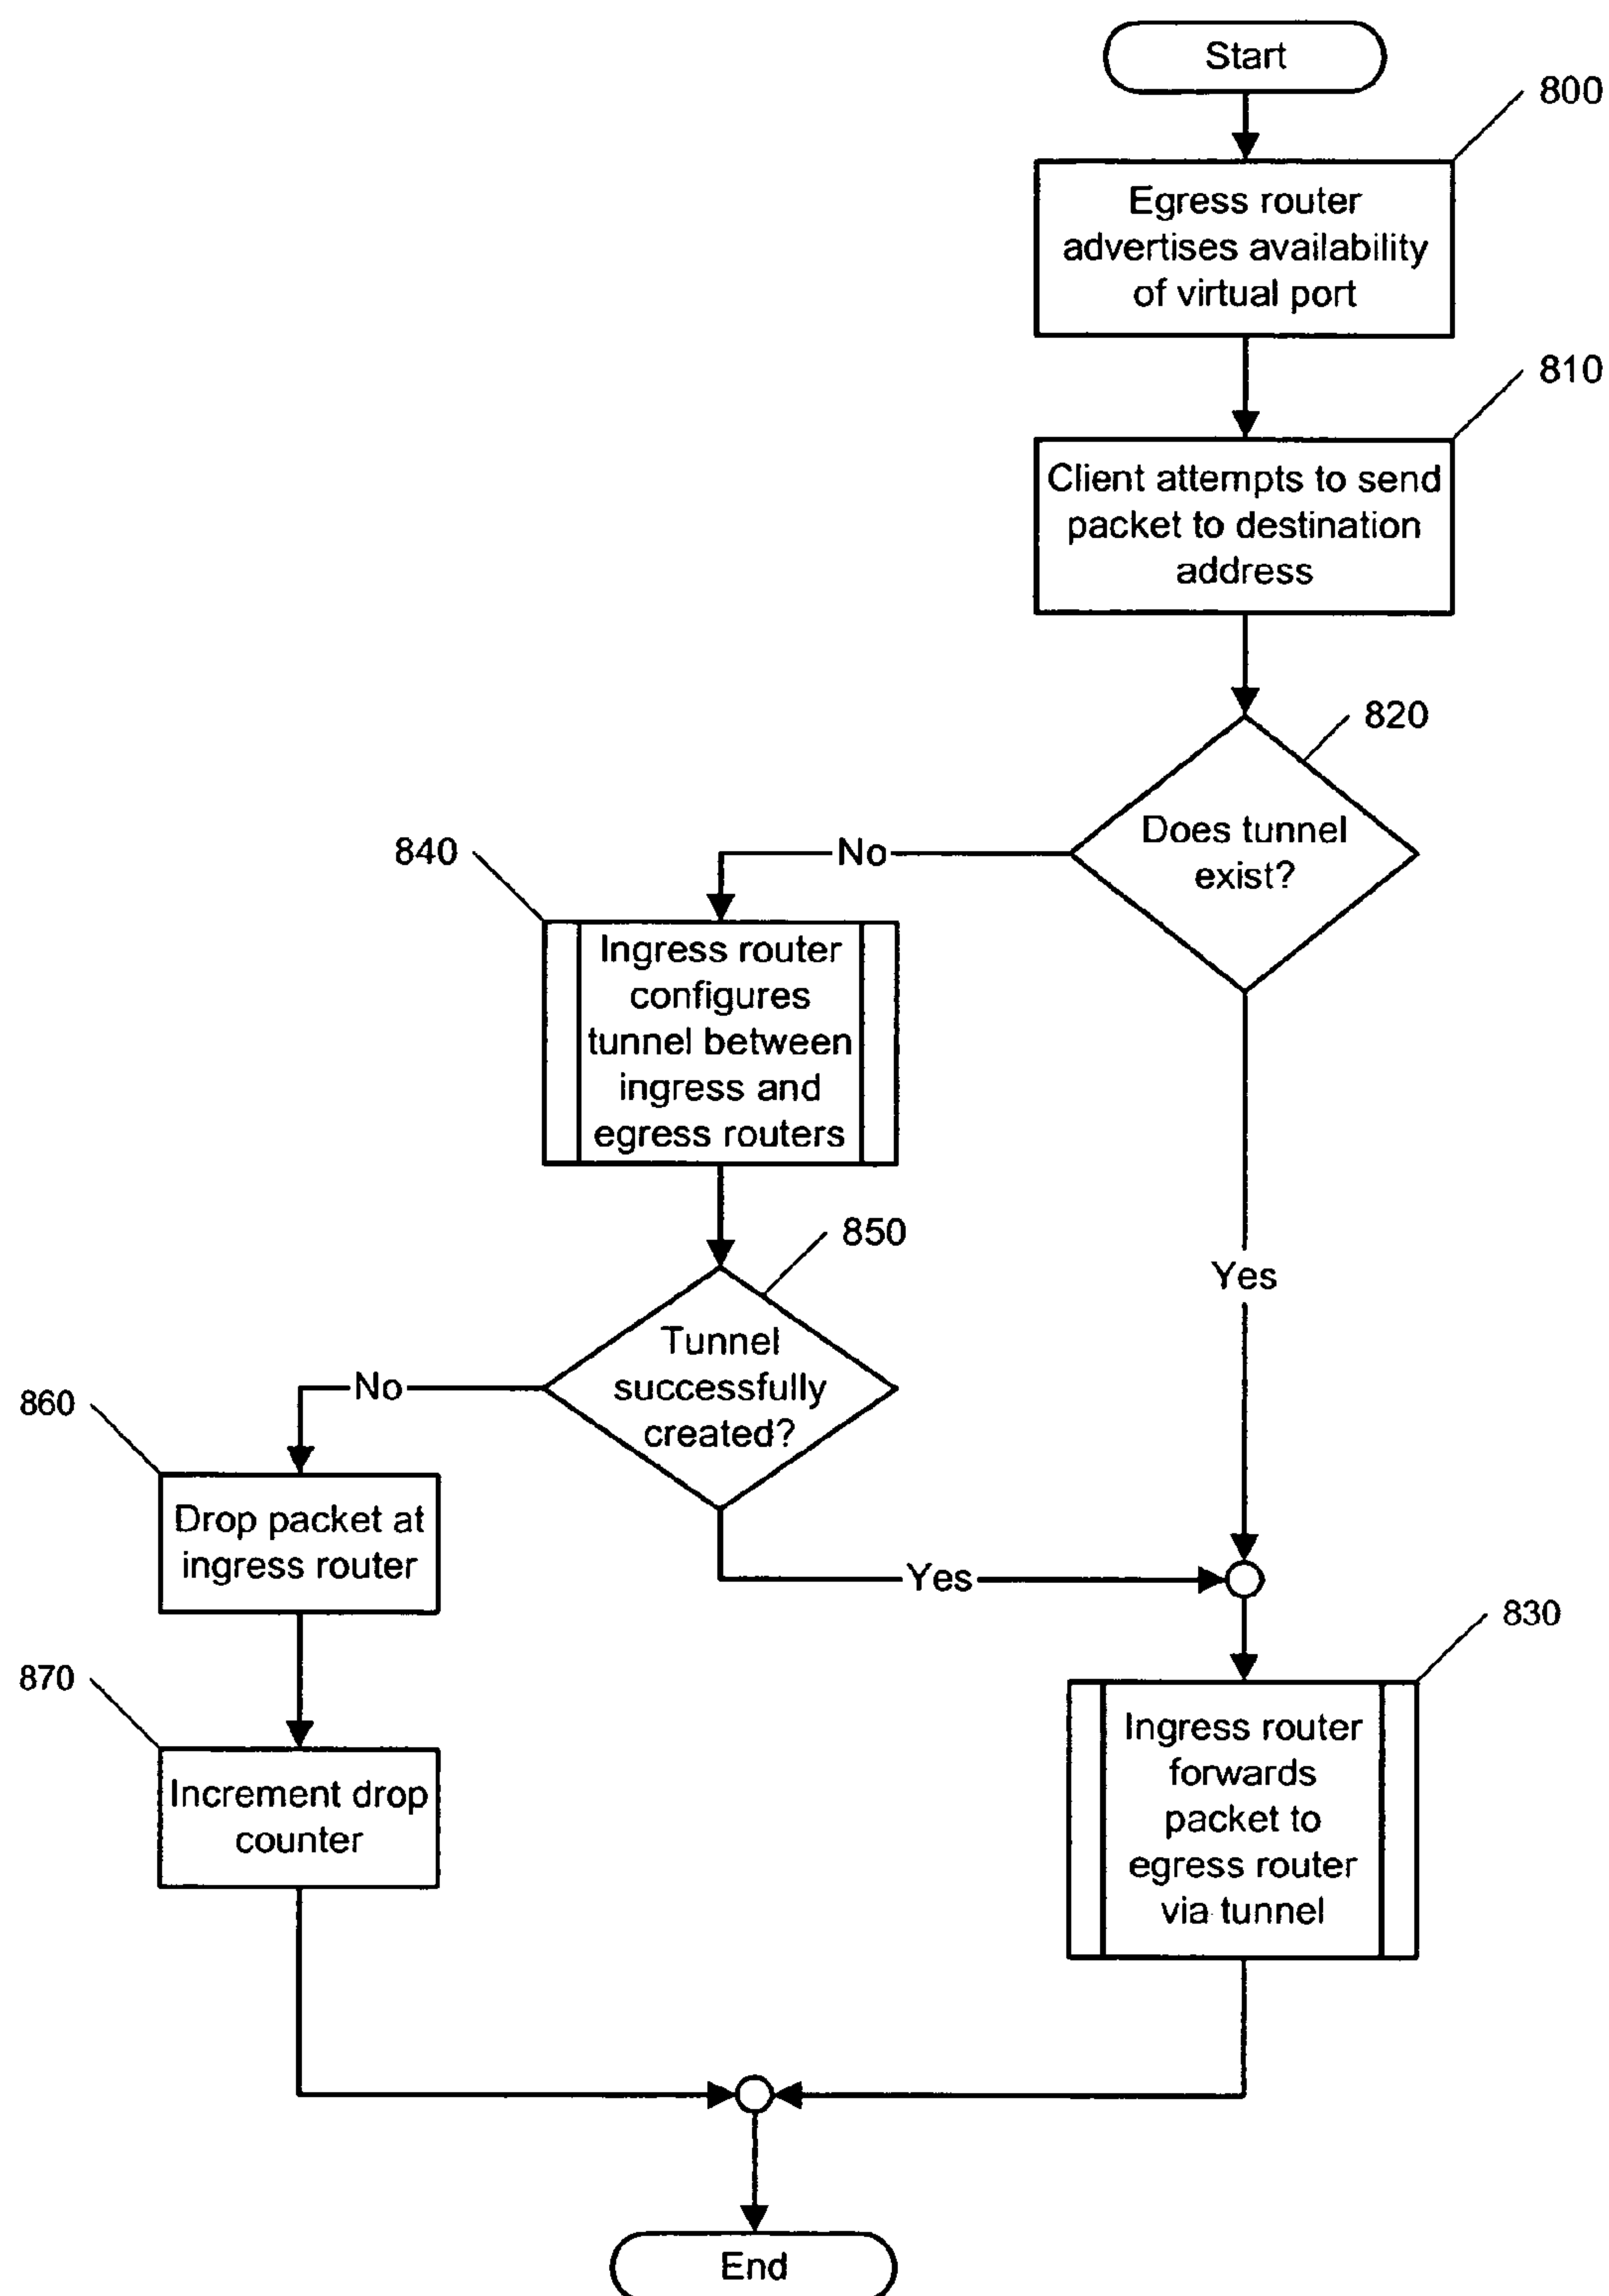 Start
800
Egress router
advertises availability
of virtual port
810
Client attempts to send
packet to destination
address
820
Does tunnel
exist?
No
840
Ingress router
configures
tunnel between
ingress and
egress routers
850
Tunnel
successfully
created?
Yes
No
860
Drop packet at
ingress router
Yes
830
870
Increment drop
counter
Ingress router
forwards
packet to
egress router
via tunnel
End